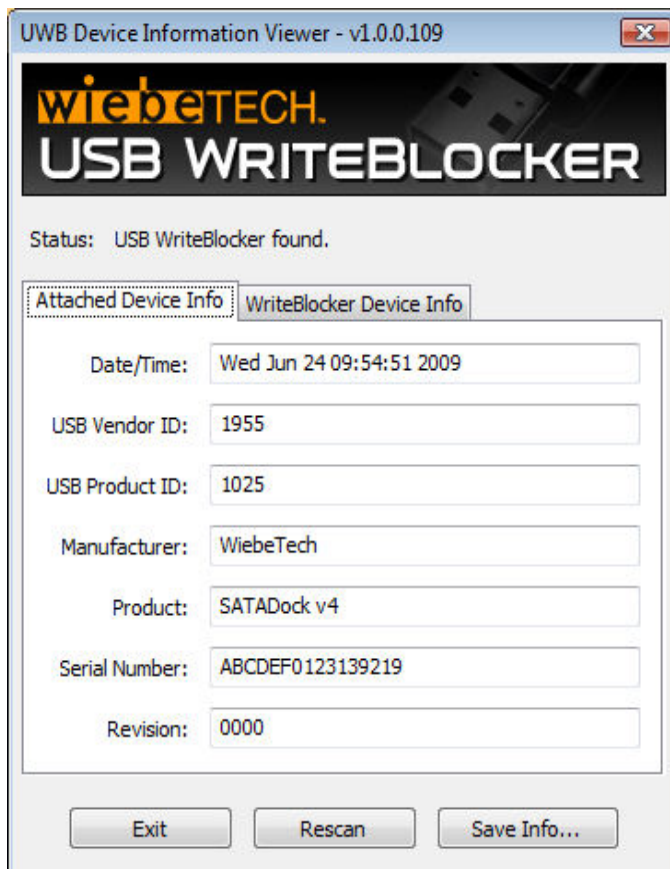 UWB Device Information Viewer - v1.0.0.109
wiebeTECH™
USB WRITEBLOCKER
Status: USB WriteBlocker found.
Attached Device Info WriteBlocker Device Info
Date/Time: Wed Jun 24 09:54:51 2009
USB Vendor ID: 1955
USB Product ID: 1025
Manufacturer: WiebeTech
Product: SATADock v4
Serial Number: ABCDEF0123139219
Revision: 0000
Exit Rescan Save Info...